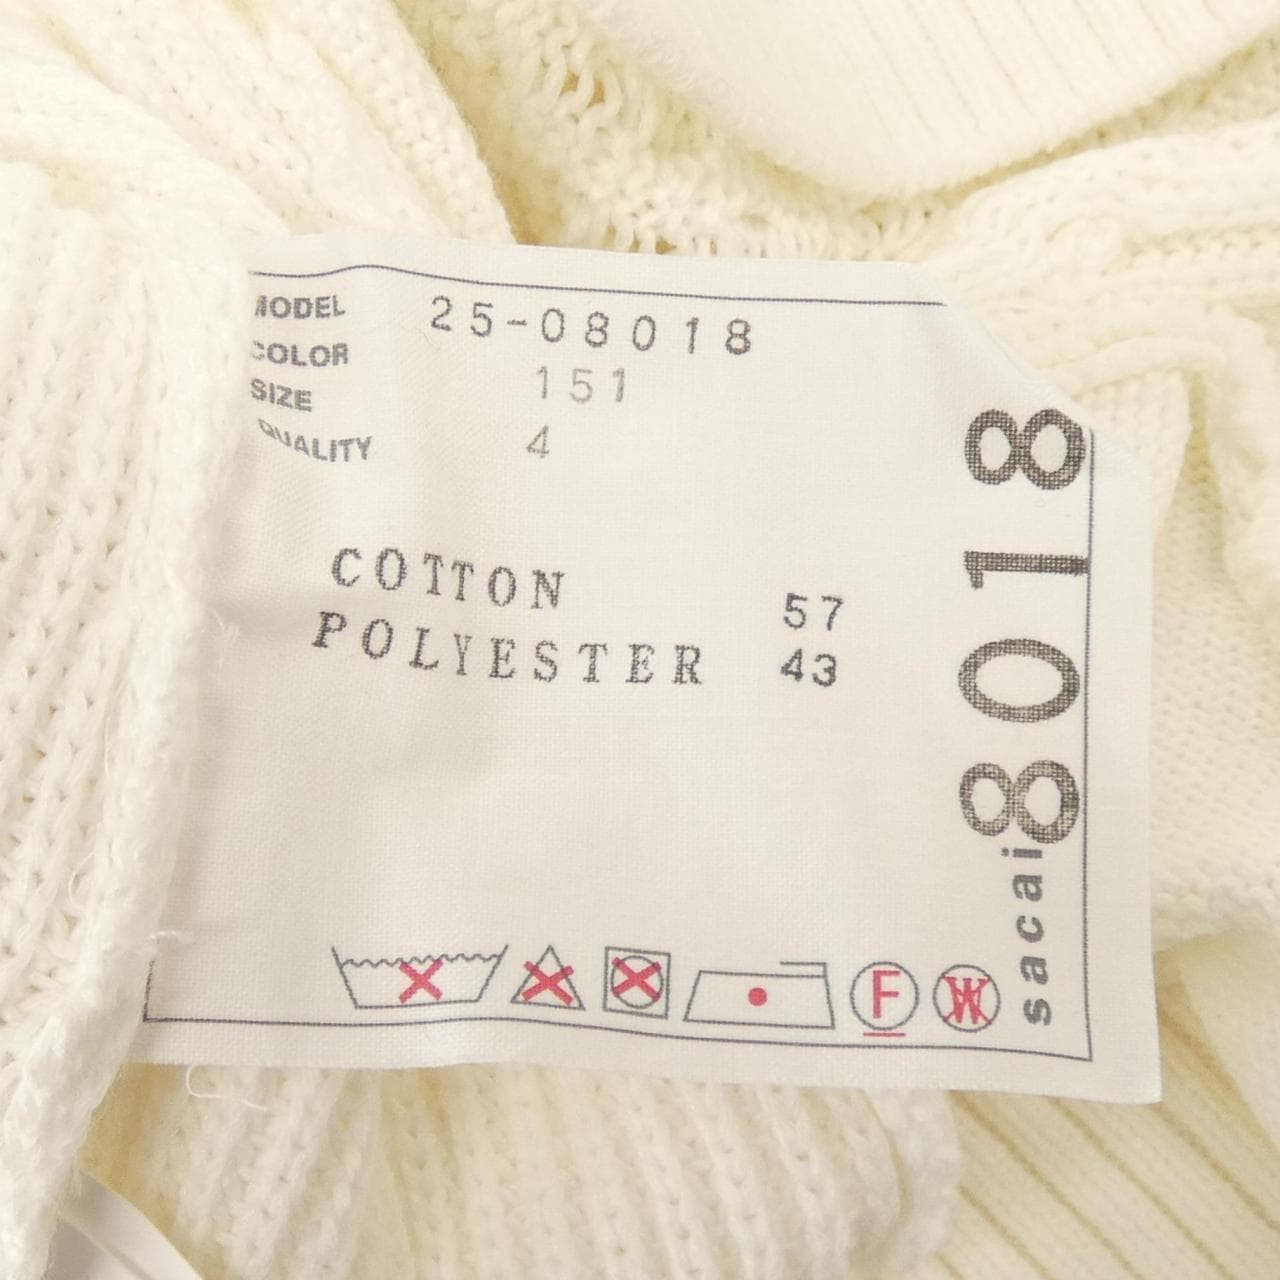 MODEL 25-08018
COLOR 151
SIZE 4
QUALITY
COTTON 57
POLYESTER 43
F W
sacai 8018